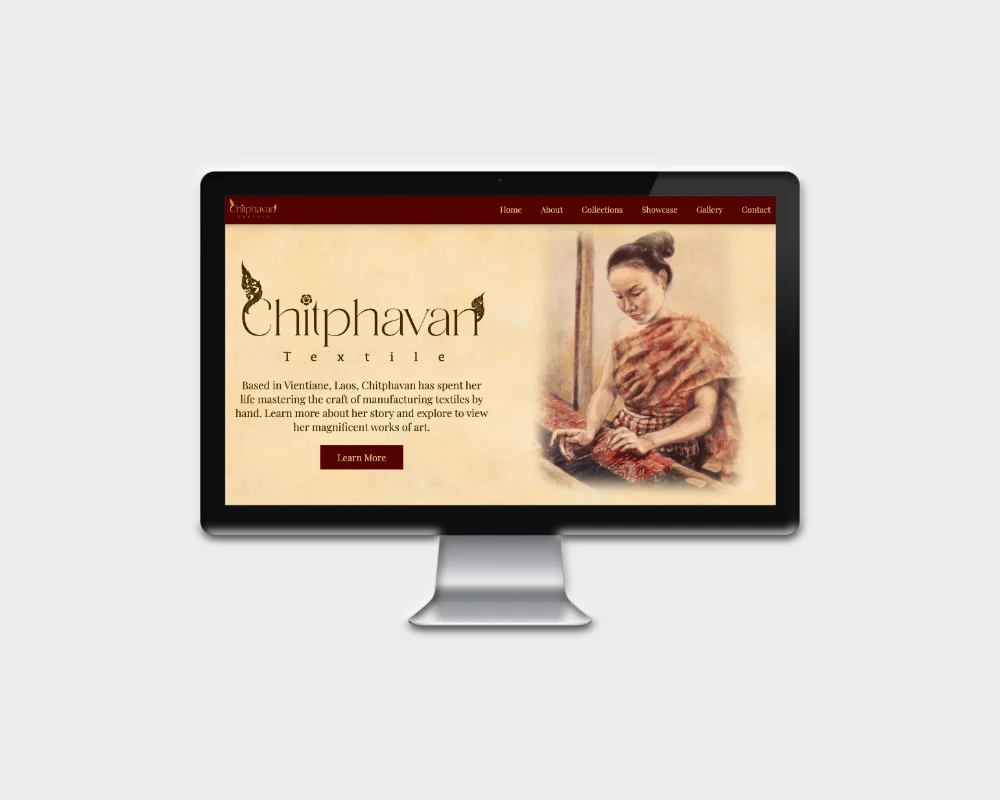 Chitphavan
Home About Collections Showcase Gallery Contact
Chitphavan
Textile
Based in Vientiane, Laos, Chitphavan has spent her
life mastering the craft of manufacturing textiles by
hand. Learn more about her story and explore to view
her magnificent works of art.
Learn More